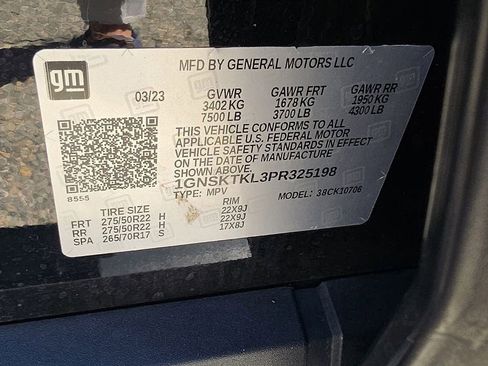 gm
MFD BY GENERAL MOTORS LLC
03/23 GVWR GAWR FRT GAWR RR
3402 KG 1678 KG 1950 KG
7500 LB 3700 LB 4300 LB
THIS VEHICLE CONFORMS TO ALL
APPLICABLE U.S. FEDERAL MOTOR
VEHICLE SAFETY STANDARDS IN EFFECT
ON THE DATE OF MANUFACTURE SHOWN ABOVE.
1GNSKTKL3PR325198
8555 TYPE: MPV MODEL: 38CK10706
TIRE SIZE RIM
FRT 275/50R22 H 22X9J
RR 275/50R22 H 22X9J
SPA 265/70R17 S 17X8J